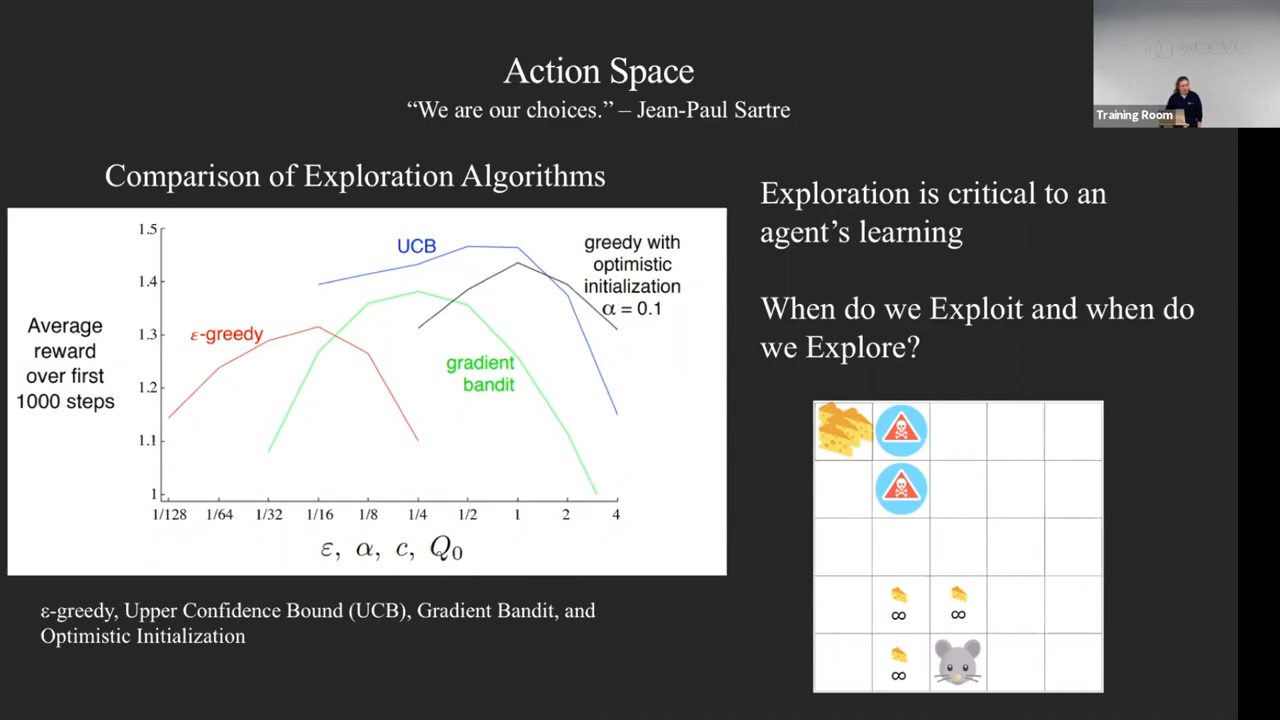 Action Space
“We are our choices.” – Jean-Paul Sartre
weave
Training Room
Comparison of Exploration Algorithms
1.5
1.4
1.3
1.2
1.1
1
Average
reward
over first
1000 steps
ε-greedy
UCB
gradient
bandit
greedy with
optimistic
initialization
α = 0.1
1/128 1/64 1/32 1/16 1/8 1/4 1/2 1 2 4
ε, α, c, Q₀
ε-greedy, Upper Confidence Bound (UCB), Gradient Bandit, and
Optimistic Initialization
Exploration is critical to an
agent’s learning
When do we Exploit and when do
we Explore?
∞ ∞
∞